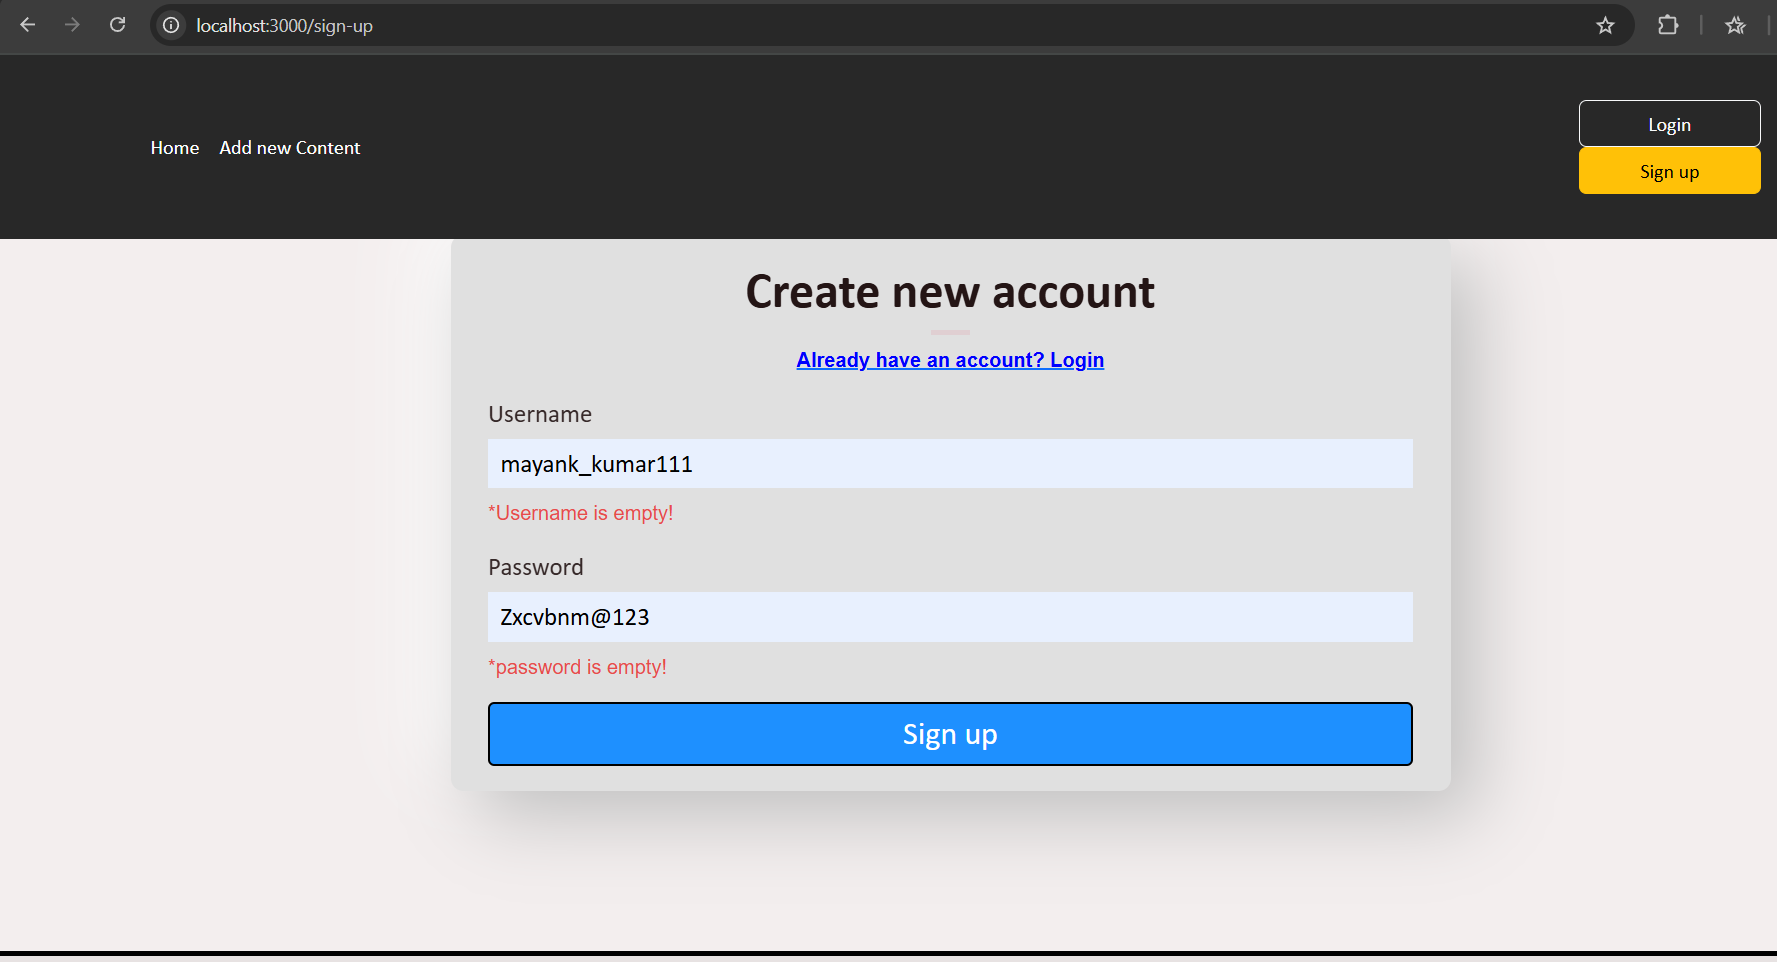 localhost:3000/sign-up
Home Add new Content
Login
Sign up
Create new account
Already have an account? Login
Username
mayank_kumar111
*Username is empty!
Password
Zxcvbnm@123
*password is empty!
Sign up